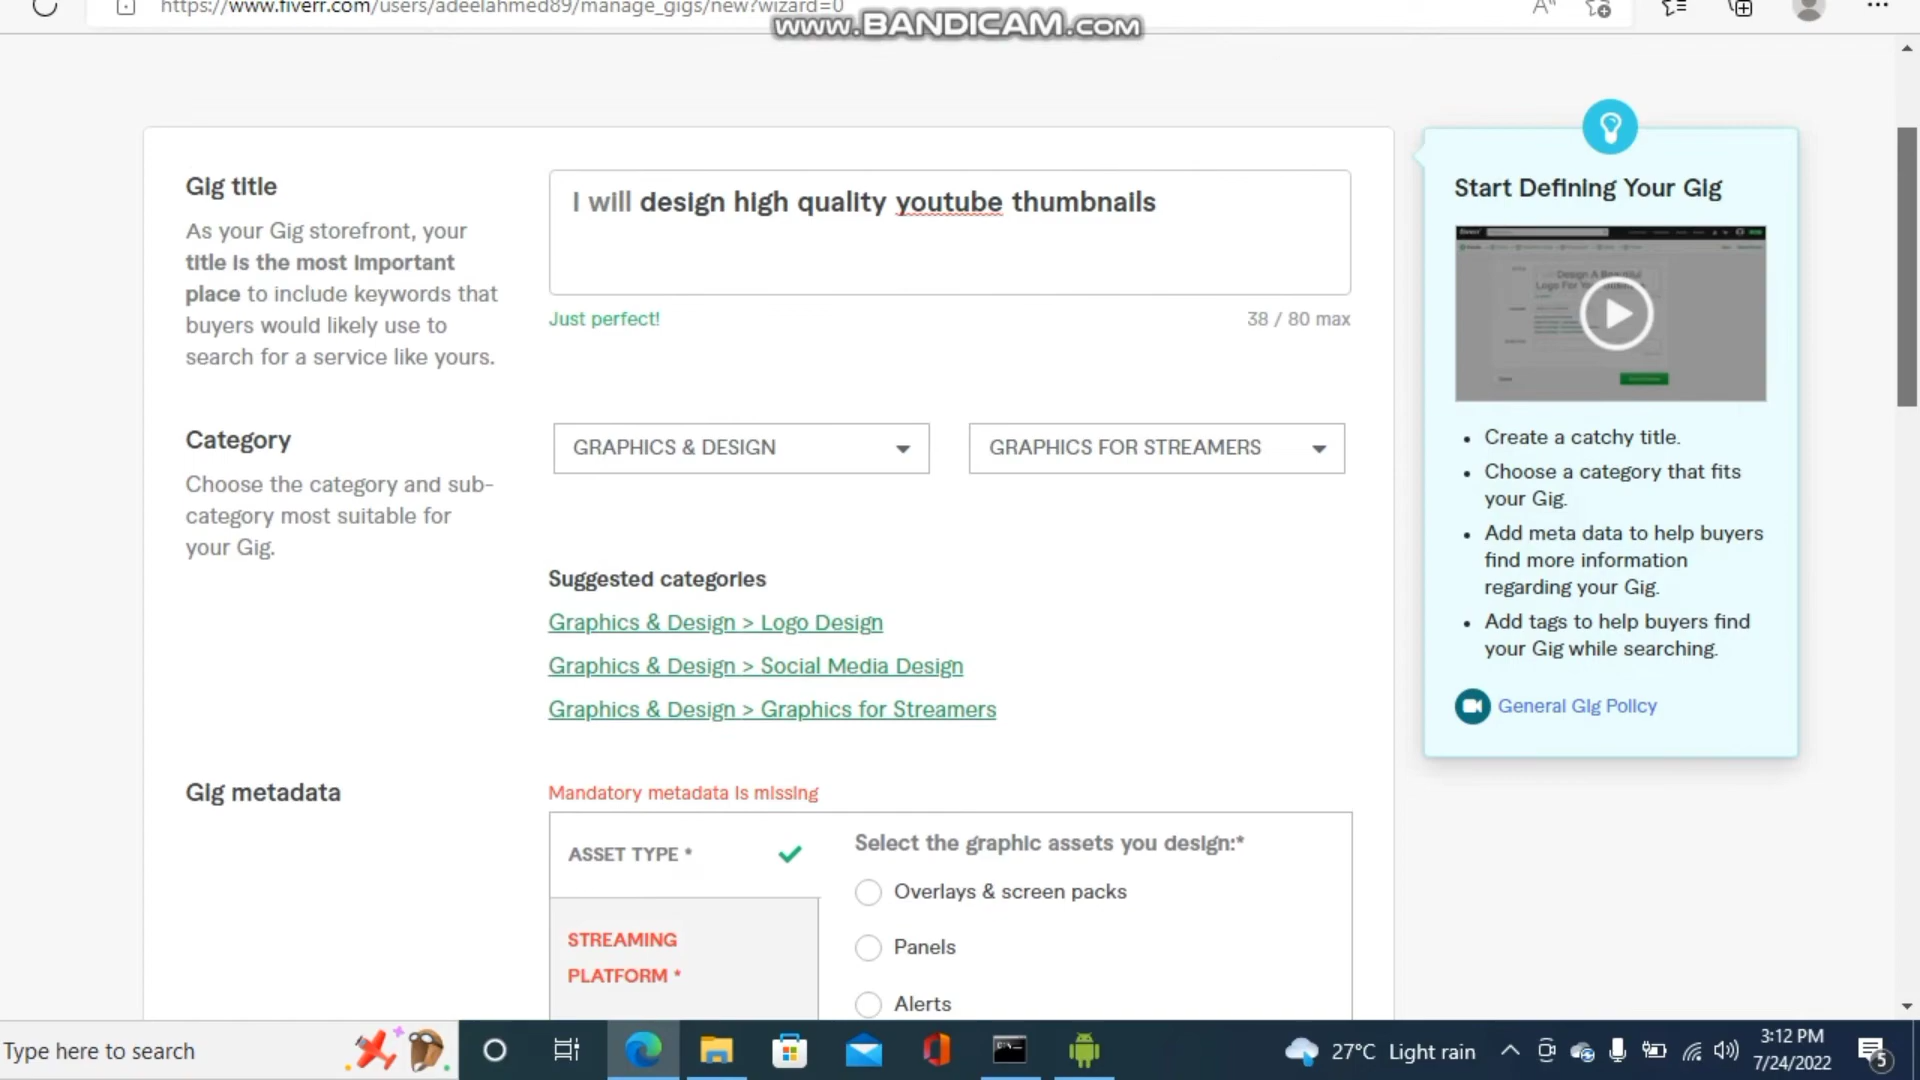 https://www.fiverr.com/users/adeelahmed89/manage_gigs/new?wizard=0
www.BANDICAM.com
Gig title
As your Gig storefront, your
title is the most important
place to include keywords that
buyers would likely use to
search for a service like yours.
I will design high quality youtube thumbnails
Just perfect!
38 / 80 max
Category
Choose the category and sub-
category most suitable for
your Gig.
GRAPHICS & DESIGN
GRAPHICS FOR STREAMERS
Suggested categories
Graphics & Design > Logo Design
Graphics & Design > Social Media Design
Graphics & Design > Graphics for Streamers
Gig metadata
Mandatory metadata is missing
ASSET TYPE *
STREAMING
PLATFORM *
Select the graphic assets you design:*
Overlays & screen packs
Panels
Alerts
Start Defining Your Gig
Design A Beautiful
• Create a catchy title.
• Choose a category that fits
your Gig.
• Add meta data to help buyers
find more information
regarding your Gig.
• Add tags to help buyers find
your Gig while searching.
General Gig Policy
Type here to search
27°C Light rain
3:12 PM
7/24/2022
5